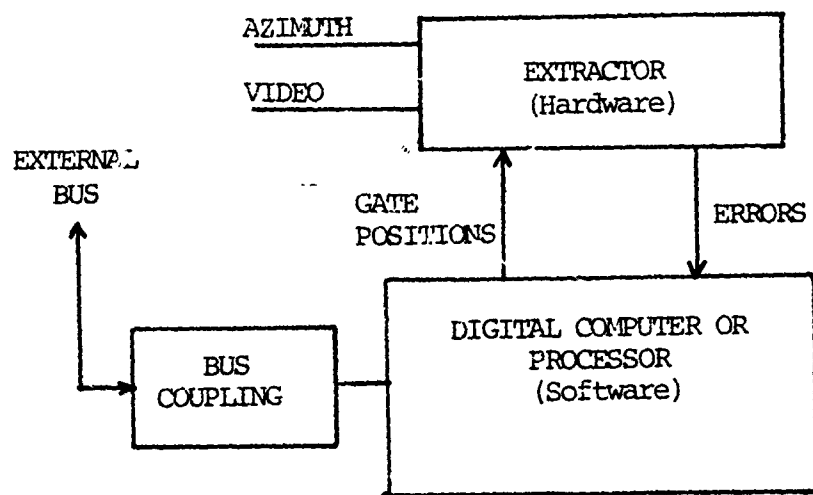 AZIMUTH
EXTRACTOR
(Hardware)
VIDEO
EXTERNAL
BUS
GATE
POSITIONS
ERRORS
DIGITAL COMPUTER OR
PROCESSOR
(Software)
BUS
COUPLING